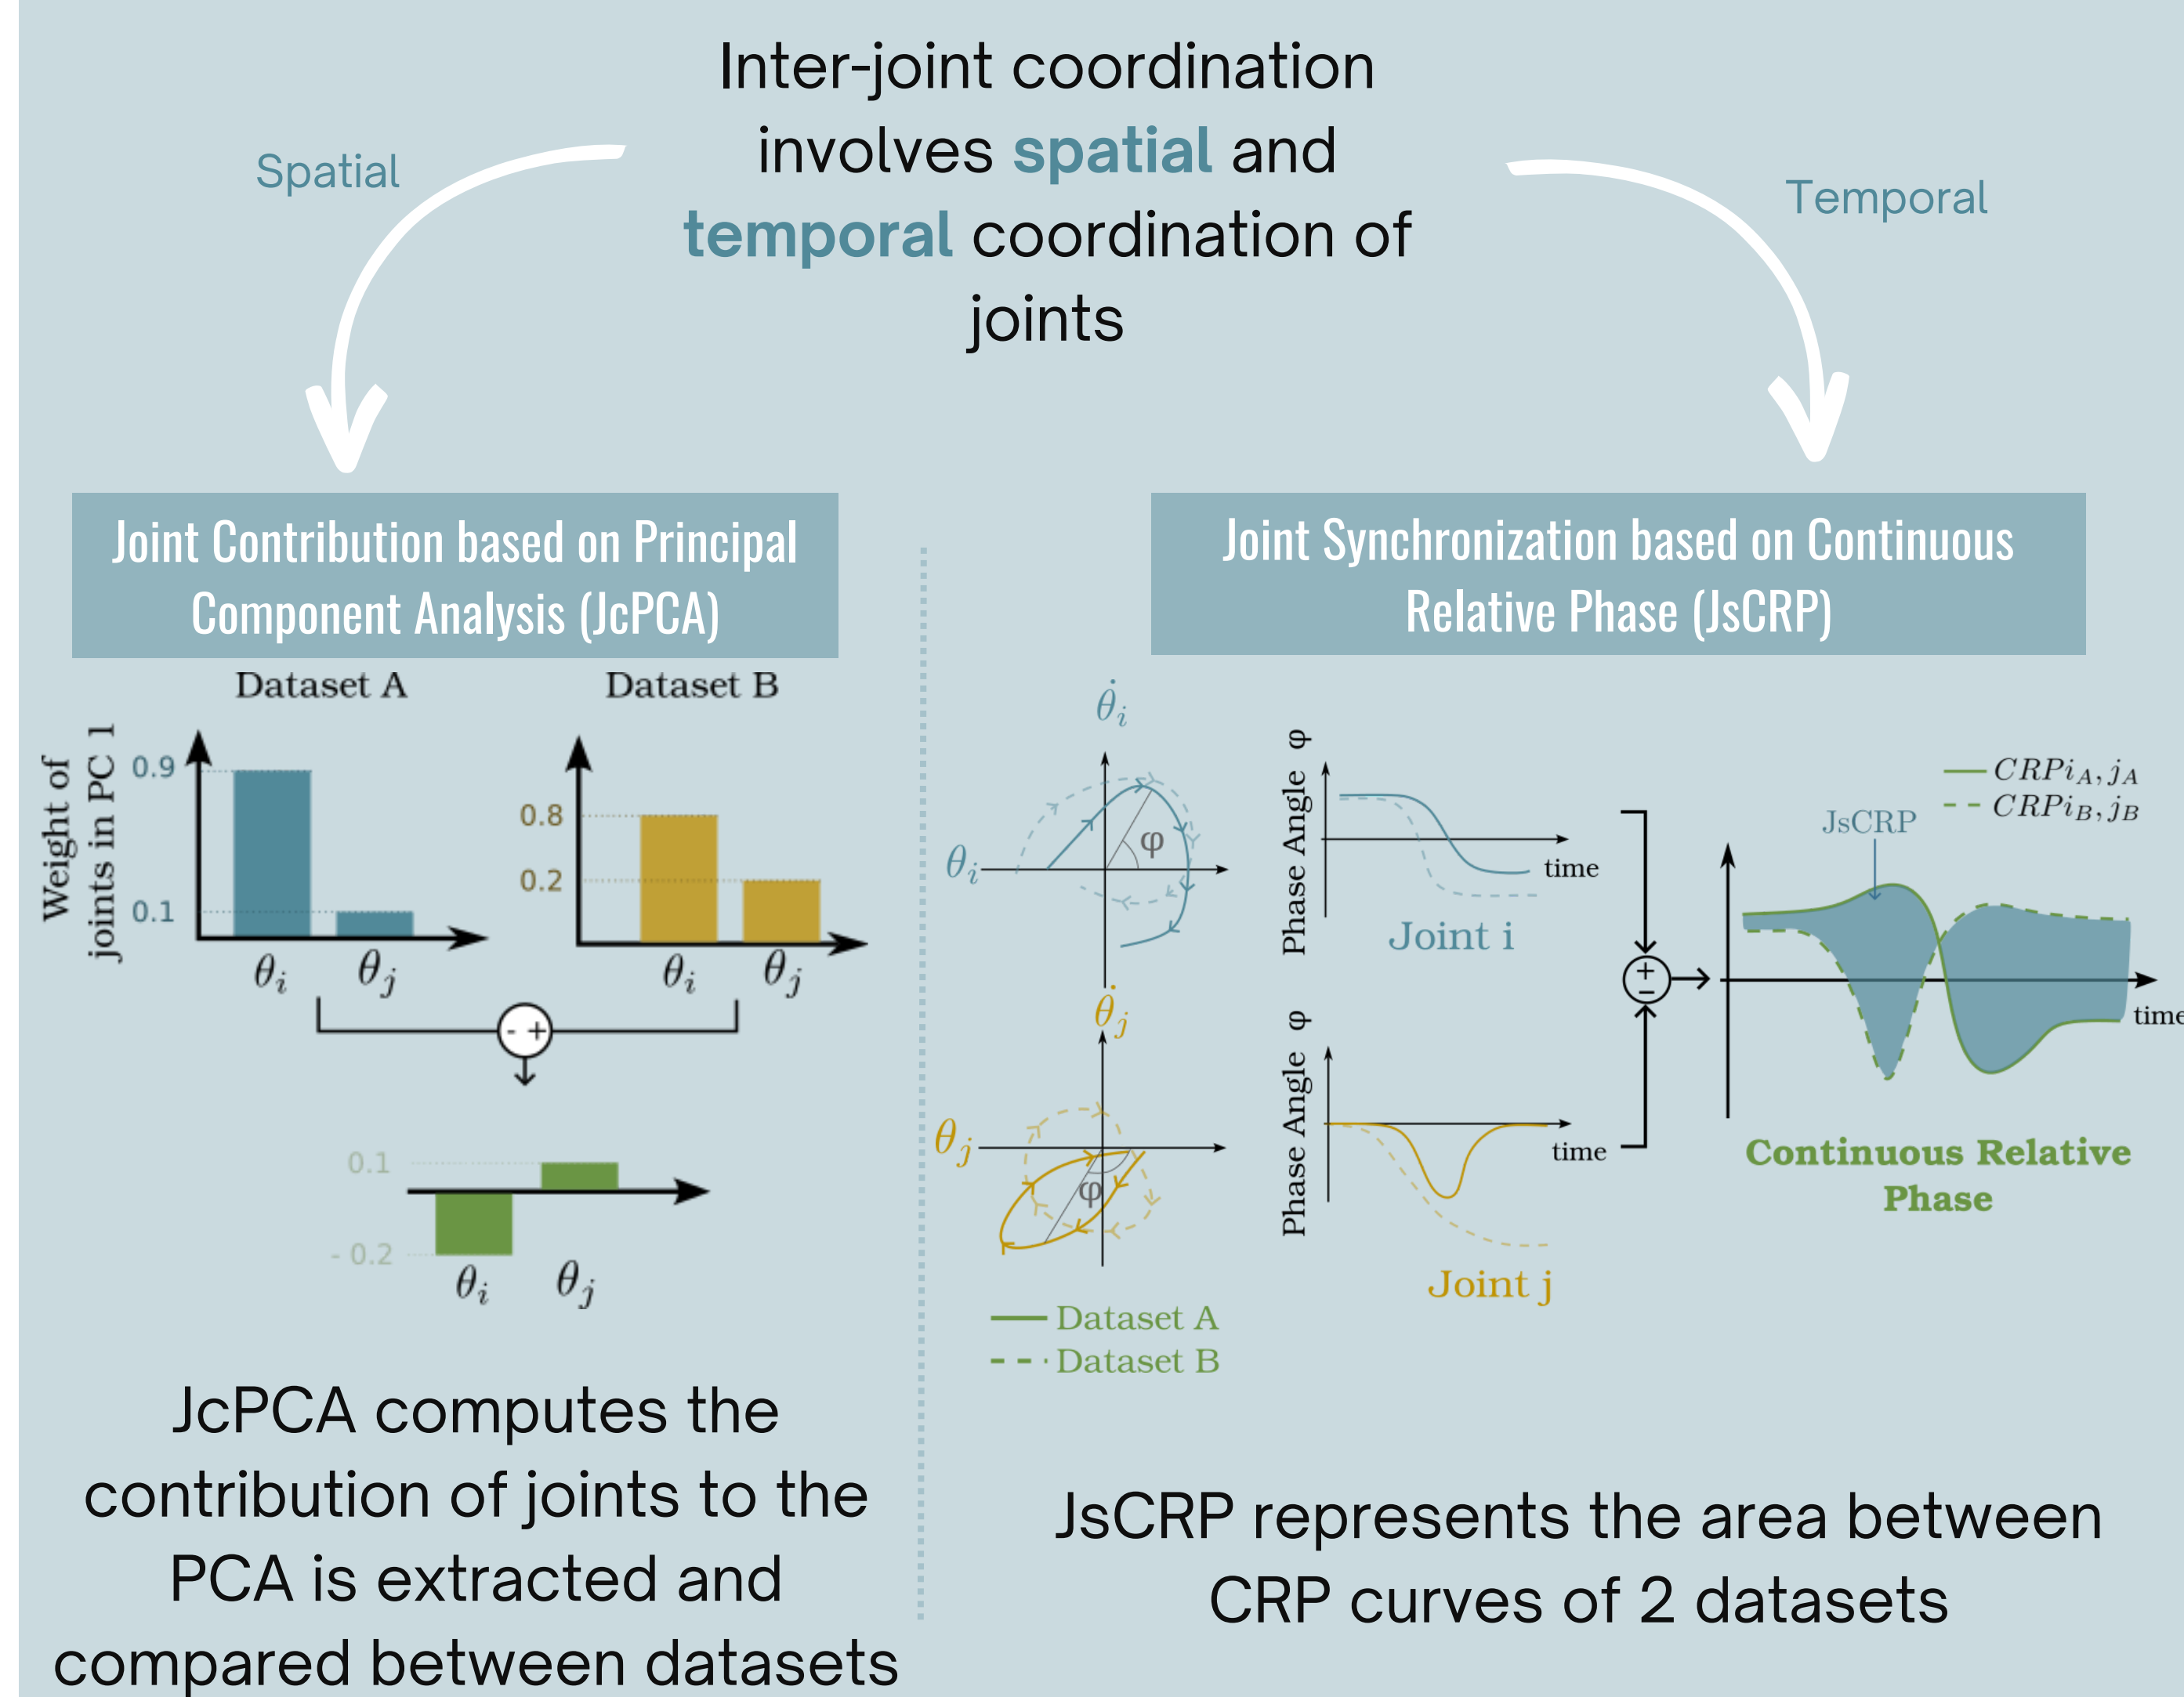 Inter-joint coordination
involves spatial and
temporal coordination of
joints
Spatial
Temporal
Joint Contribution based on Principal
Component Analysis (JcPCA)
Dataset A
Dataset B
Weight of
joints in PC 1
0.9
0.1
θi
θj
0.8
0.2
θi
θj
- +
0.1
- 0.2
θi
θj
JcPCA computes the
contribution of joints to the
PCA is extracted and
compared between datasets
Joint Synchronization based on Continuous
Relative Phase (JsCRP)
θ̇i
θi
φ
Phase Angle φ
time
Joint i
θ̇j
θj
φ
Phase Angle φ
time
Joint j
Dataset A
Dataset B
+
−
CRPiA, jA
CRPiB, jB
JsCRP
time
Continuous Relative
Phase
JsCRP represents the area between
CRP curves of 2 datasets